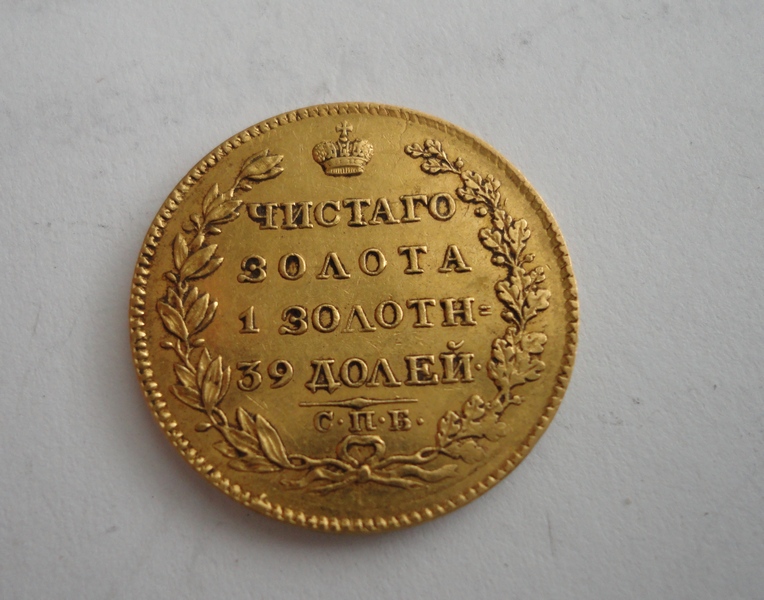 ЧИСТАГО
ЗОЛОТА
1 ЗОЛОТН=
39 ДОЛЕЙ·
С·П·Б·